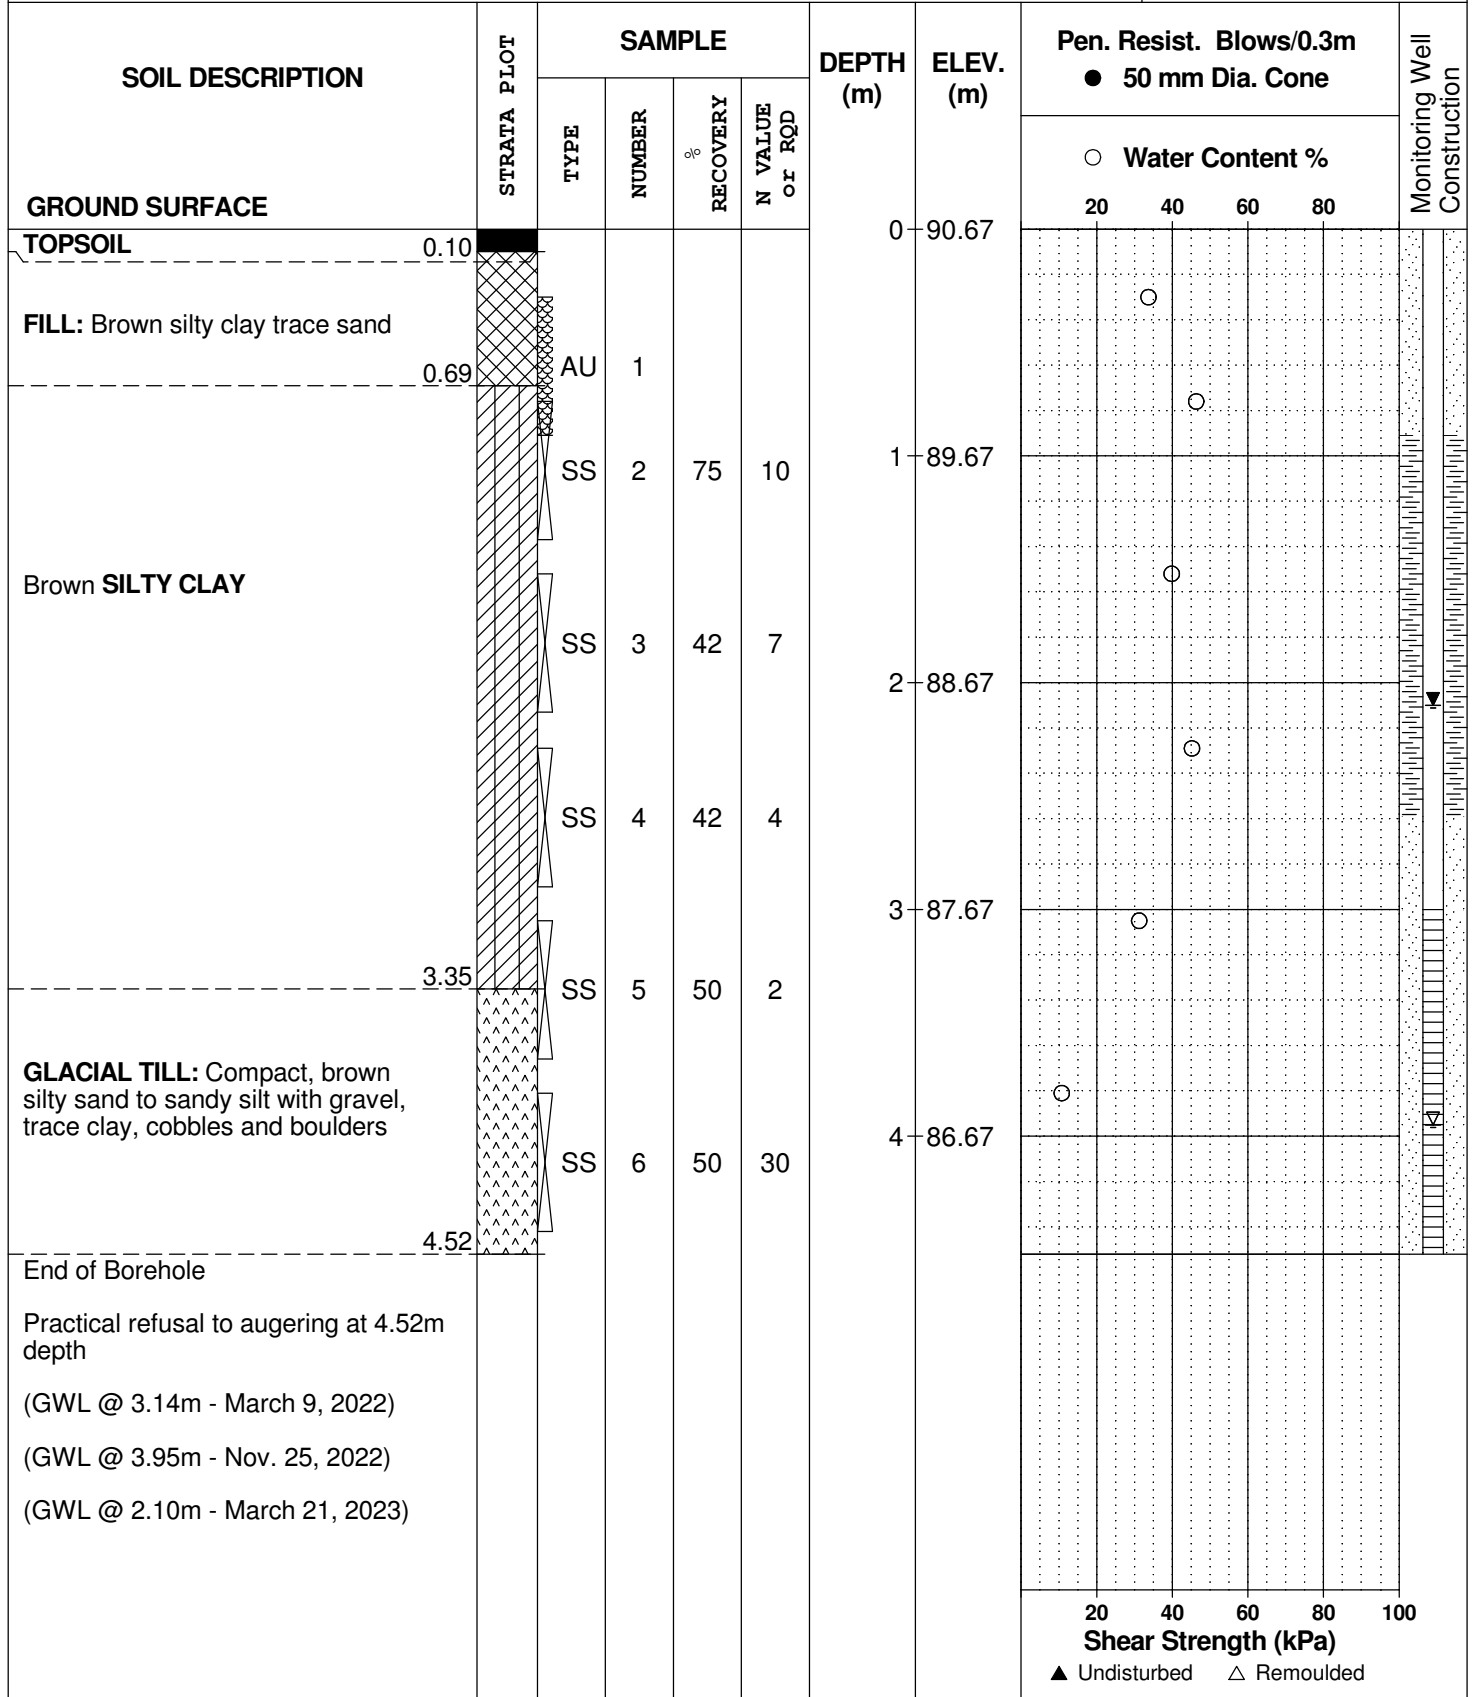 SOIL DESCRIPTION
GROUND SURFACE
STRATA PLOT
SAMPLE
TYPE
NUMBER
%
RECOVERY
N VALUE
or RQD
DEPTH
(m)
ELEV.
(m)
Pen. Resist. Blows/0.3m
● 50 mm Dia. Cone
○ Water Content %
20 40 60 80
Monitoring Well
Construction
0 90.67
TOPSOIL 0.10
FILL: Brown silty clay trace sand
0.69
AU 1
1 89.67
SS 2 75 10
Brown SILTY CLAY
SS 3 42 7
2 88.67
SS 4 42 4
3 87.67
3.35
SS 5 50 2
GLACIAL TILL: Compact, brown
silty sand to sandy silt with gravel,
trace clay, cobbles and boulders
4 86.67
SS 6 50 30
4.52
End of Borehole
Practical refusal to augering at 4.52m
depth
(GWL @ 3.14m - March 9, 2022)
(GWL @ 3.95m - Nov. 25, 2022)
(GWL @ 2.10m - March 21, 2023)
20 40 60 80 100
Shear Strength (kPa)
▲ Undisturbed △ Remoulded